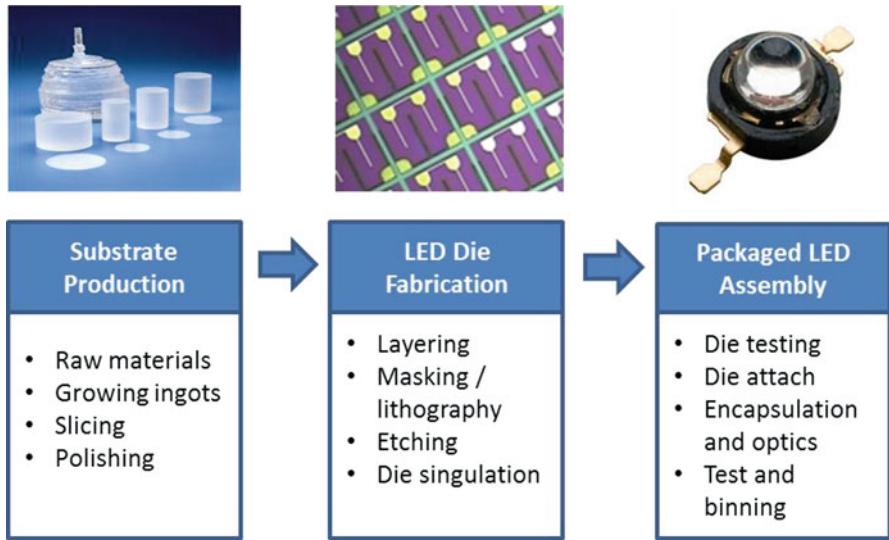 Substrate
Production
• Raw materials
• Growing ingots
• Slicing
• Polishing
LED Die
Fabrication
• Layering
• Masking /
lithography
• Etching
• Die singulation
Packaged LED
Assembly
• Die testing
• Die attach
• Encapsulation
and optics
• Test and
binning